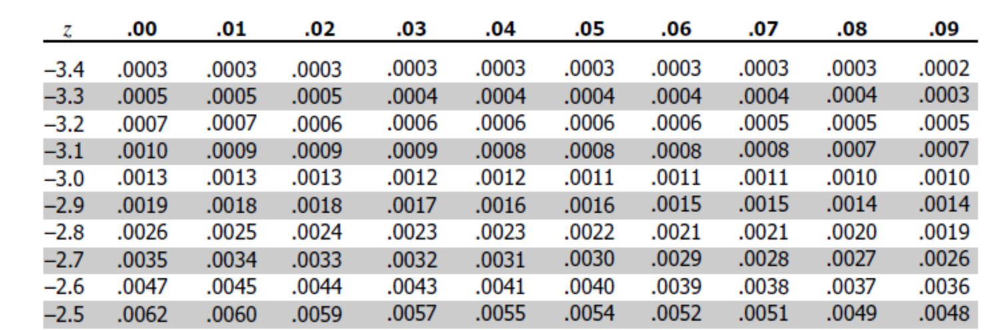 z .00 .01 .02 .03 .04 .05 .06 .07 .08 .09
–3.4 .0003 .0003 .0003 .0003 .0003 .0003 .0003 .0003 .0003 .0002
–3.3 .0005 .0005 .0005 .0004 .0004 .0004 .0004 .0004 .0004 .0003
–3.2 .0007 .0007 .0006 .0006 .0006 .0006 .0006 .0005 .0005 .0005
–3.1 .0010 .0009 .0009 .0009 .0008 .0008 .0008 .0008 .0007 .0007
–3.0 .0013 .0013 .0013 .0012 .0012 .0011 .0011 .0011 .0010 .0010
–2.9 .0019 .0018 .0018 .0017 .0016 .0016 .0015 .0015 .0014 .0014
–2.8 .0026 .0025 .0024 .0023 .0023 .0022 .0021 .0021 .0020 .0019
–2.7 .0035 .0034 .0033 .0032 .0031 .0030 .0029 .0028 .0027 .0026
–2.6 .0047 .0045 .0044 .0043 .0041 .0040 .0039 .0038 .0037 .0036
–2.5 .0062 .0060 .0059 .0057 .0055 .0054 .0052 .0051 .0049 .0048